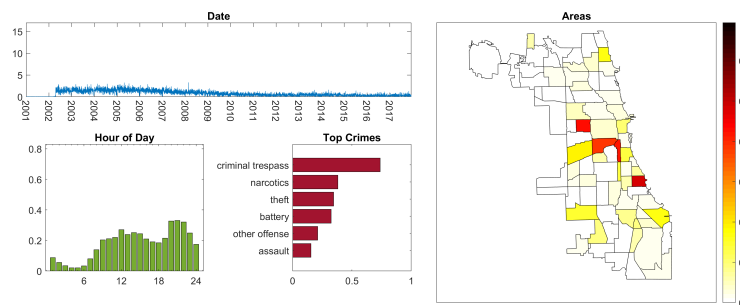 Date
15
10
5
0
2001 2002 2003 2004 2005 2006 2007 2008 2009 2010 2011 2012 2013 2014 2015 2016 2017
Hour of Day
0.8
0.6
0.4
0.2
0
6 12 18 24
Top Crimes
criminal trespass
narcotics
theft
battery
other offense
assault
0 0.5 1
Areas